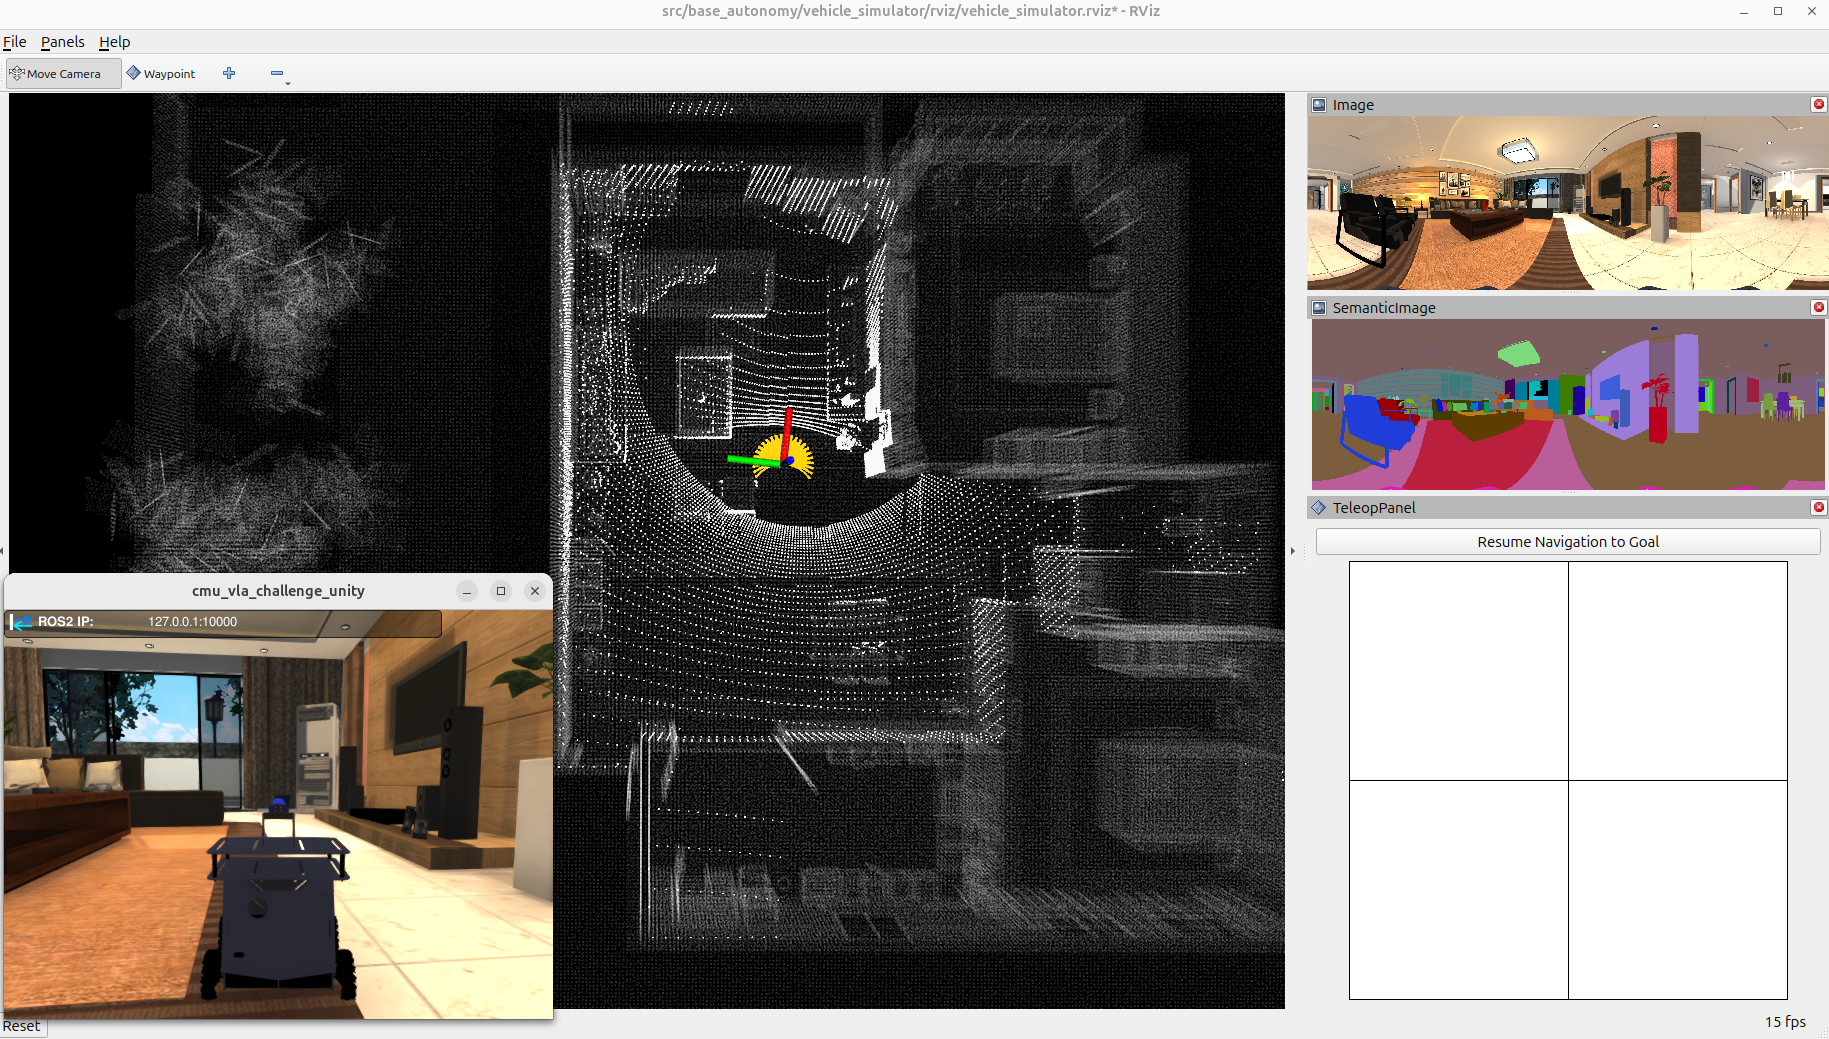 src/base_autonomy/vehicle_simulator/rviz/vehicle_simulator.rviz* - RViz
File Panels Help
Move Camera Waypoint
Image
SemanticImage
TeleopPanel
Resume Navigation to Goal
cmu_vla_challenge_unity
ROS2 IP: 127.0.0.1:10000
Reset
15 fps